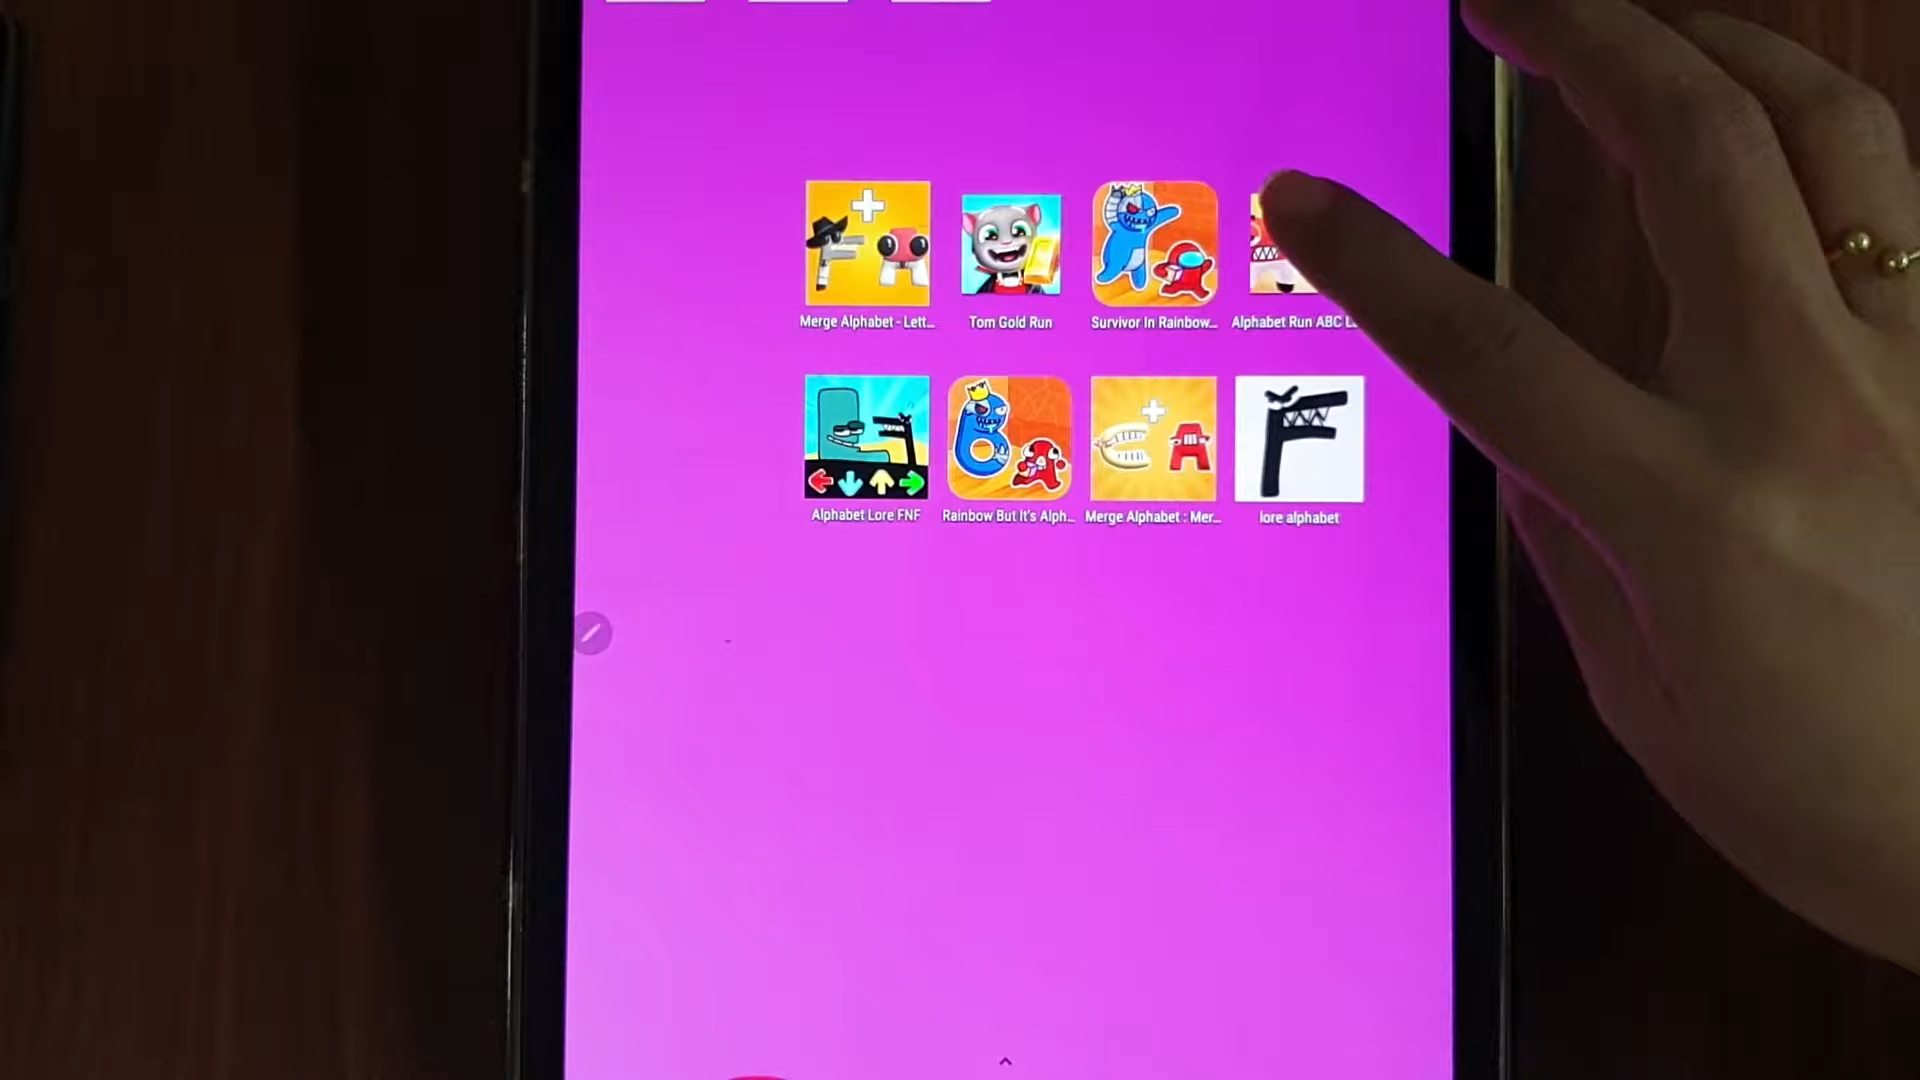 Merge Alphabet - Lett...
Tom Gold Run
Survivor In Rainbow...
Alphabet Run ABC L
Alphabet Lore FNF
Rainbow But It's Alph...
Merge Alphabet : Mer...
lore alphabet